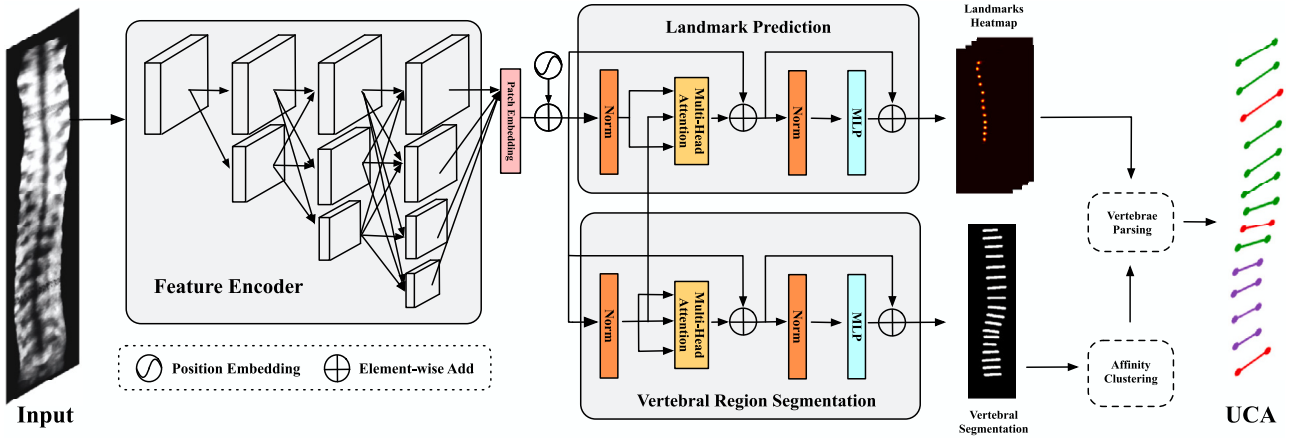 Landmarks
Heatmap
Landmark Prediction
Norm
Multi-Head
Attention
Norm
MLP
Patch Embedding
Feature Encoder
Vertebrae
Parsing
Norm
Multi-Head
Attention
Norm
MLP
Position Embedding
Element-wise Add
Affinity
Clustering
Vertebral Region Segmentation
Input
Vertebral
Segmentation
UCA